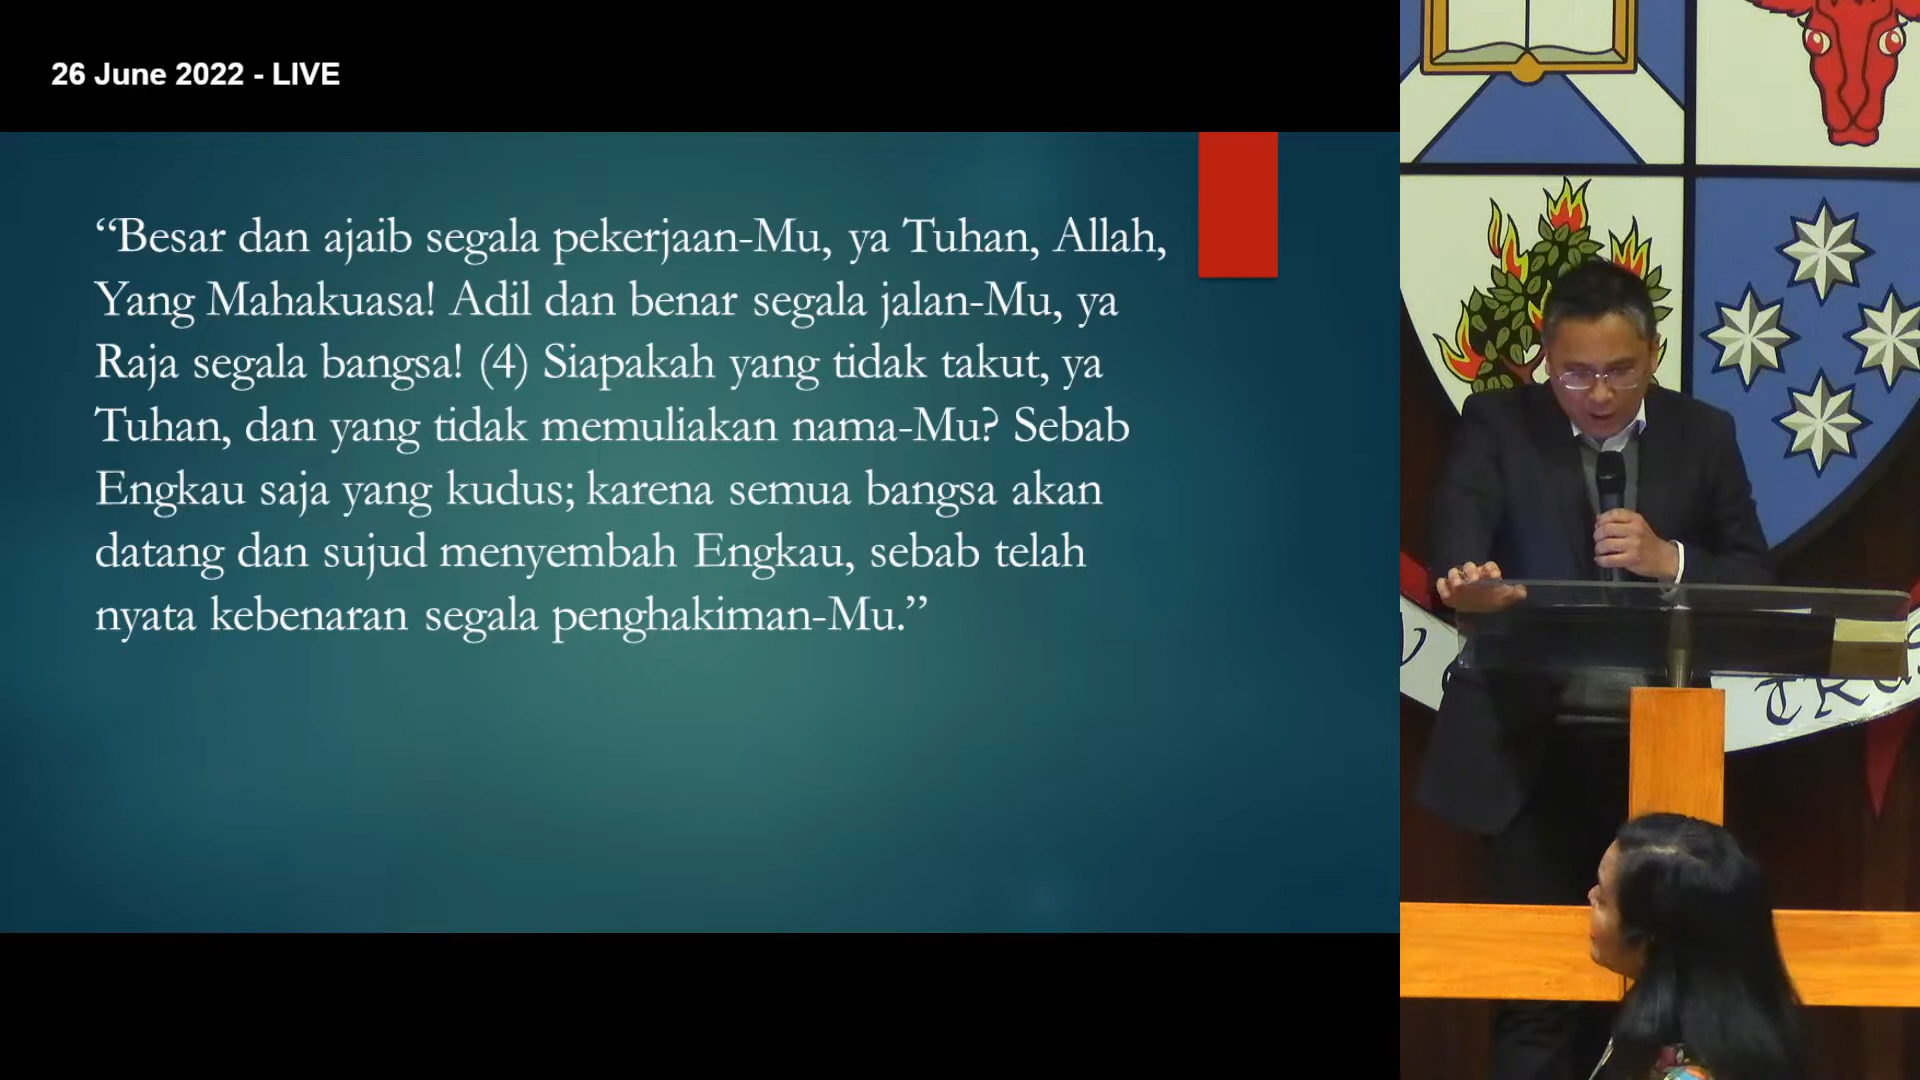 26 June 2022 - LIVE
“Besar dan ajaib segala pekerjaan-Mu, ya Tuhan, Allah,
Yang Mahakuasa! Adil dan benar segala jalan-Mu, ya
Raja segala bangsa! (4) Siapakah yang tidak takut, ya
Tuhan, dan yang tidak memuliakan nama-Mu? Sebab
Engkau saja yang kudus; karena semua bangsa akan
datang dan sujud menyembah Engkau, sebab telah
nyata kebenaran segala penghakiman-Mu.”